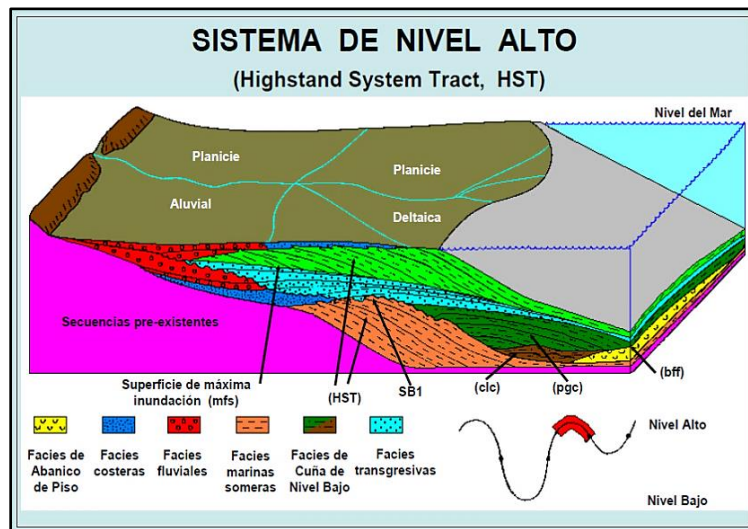 SISTEMA DE NIVEL ALTO
(Highstand System Tract, HST)
Nivel del Mar
Planicie
Planicie
Aluvial
Deltaica
Secuencias pre-existentes
Superficie de máxima
inundación (mfs)
(HST)
SB1
(clc)
(pgc)
(bff)
Facies de
Abanico
de Piso
Facies
costeras
Facies
fluviales
Facies
marinas
someras
Facies de
Cuña de
Nivel Bajo
Facies
transgresivas
Nivel Alto
Nivel Bajo